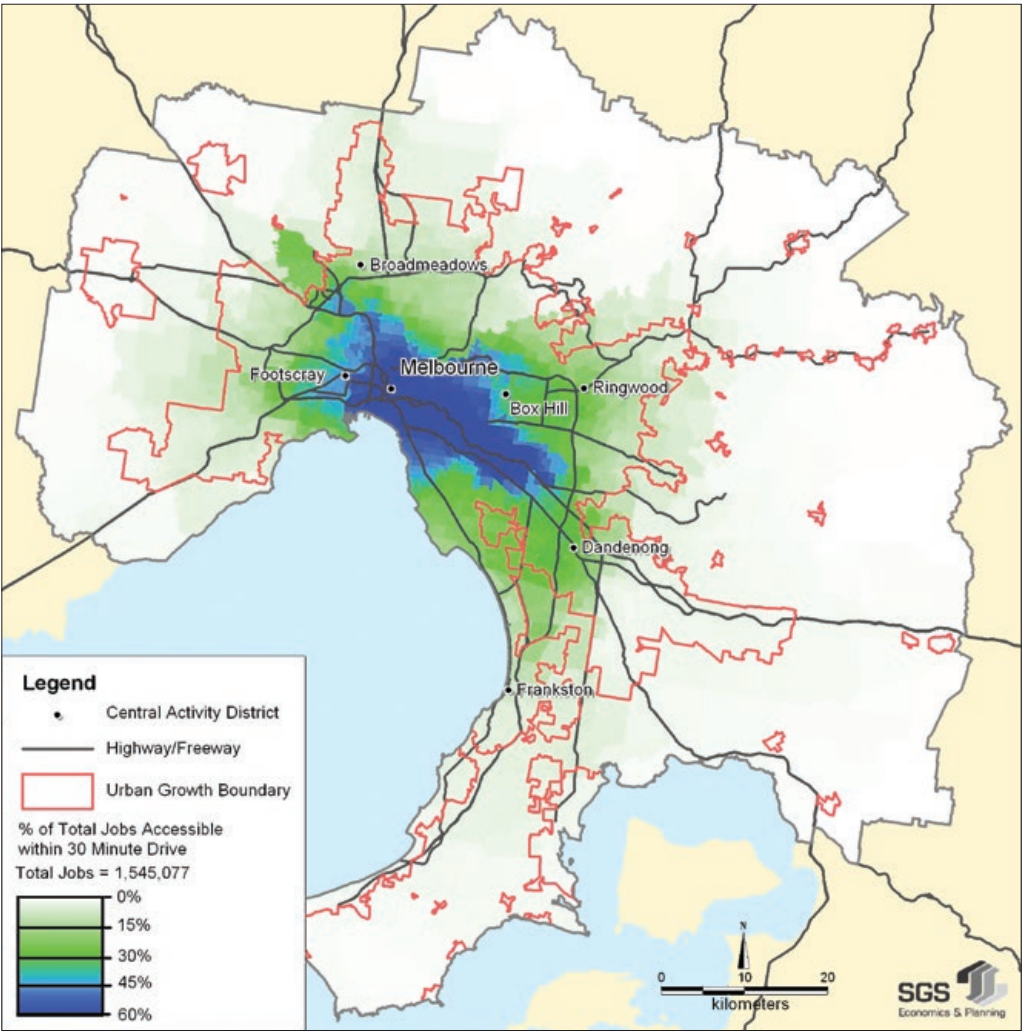 Broadmeadows
Melbourne
Footscray
Ringwood
Box Hill
Dandenong
Frankston
Legend
Central Activity District
Highway/Freeway
Urban Growth Boundary
% of Total Jobs Accessible
within 30 Minute Drive
Total Jobs = 1,545,077
0%
15%
30%
45%
60%
N
0 10 20
kilometers
SGS
Economics & Planning